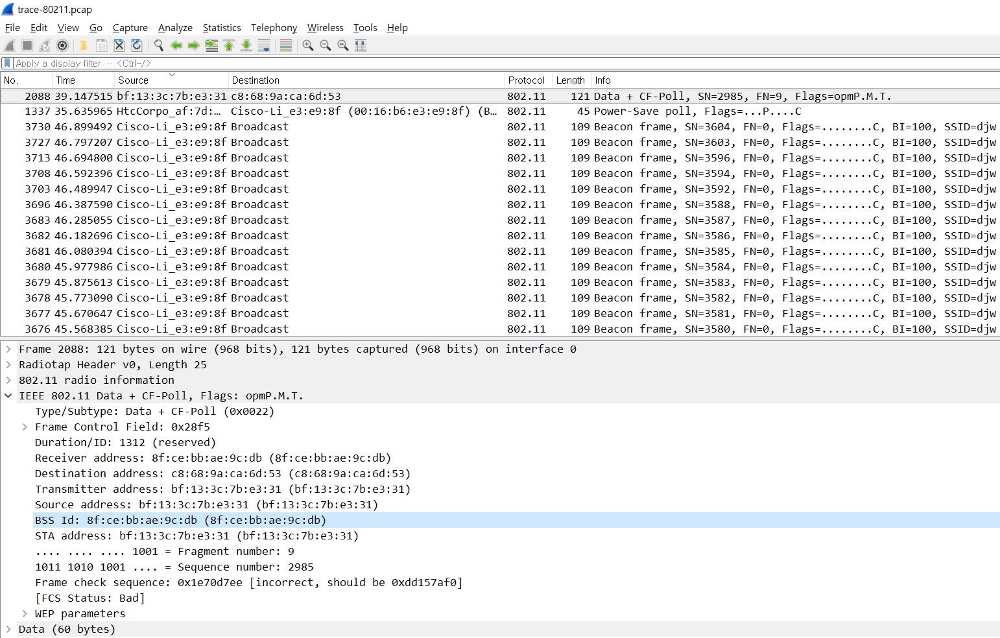 trace-80211.pcap
File Edit View Go Capture Analyze Statistics Telephony Wireless Tools Help
Apply a display filter ... <Ctrl-/>
No. Time Source Destination Protocol Length Info
2088 39.147515 bf:13:3c:7b:e3:31 c8:68:9a:ca:6d:53 802.11 121 Data + CF-Poll, SN=2985, FN=9, Flags=opmP.M.T.
1337 35.635965 HtcCorpo_af:7d:… Cisco-Li_e3:e9:8f (00:16:b6:e3:e9:8f) (B… 802.11 45 Power-Save poll, Flags=...P....C
3730 46.899492 Cisco-Li_e3:e9:8f Broadcast 802.11 109 Beacon frame, SN=3604, FN=0, Flags=........C, BI=100, SSID=djw
3727 46.797207 Cisco-Li_e3:e9:8f Broadcast 802.11 109 Beacon frame, SN=3603, FN=0, Flags=........C, BI=100, SSID=djw
3713 46.694800 Cisco-Li_e3:e9:8f Broadcast 802.11 109 Beacon frame, SN=3596, FN=0, Flags=........C, BI=100, SSID=djw
3708 46.592396 Cisco-Li_e3:e9:8f Broadcast 802.11 109 Beacon frame, SN=3594, FN=0, Flags=........C, BI=100, SSID=djw
3703 46.489947 Cisco-Li_e3:e9:8f Broadcast 802.11 109 Beacon frame, SN=3592, FN=0, Flags=........C, BI=100, SSID=djw
3696 46.387590 Cisco-Li_e3:e9:8f Broadcast 802.11 109 Beacon frame, SN=3588, FN=0, Flags=........C, BI=100, SSID=djw
3683 46.285055 Cisco-Li_e3:e9:8f Broadcast 802.11 109 Beacon frame, SN=3587, FN=0, Flags=........C, BI=100, SSID=djw
3682 46.182696 Cisco-Li_e3:e9:8f Broadcast 802.11 109 Beacon frame, SN=3586, FN=0, Flags=........C, BI=100, SSID=djw
3681 46.080394 Cisco-Li_e3:e9:8f Broadcast 802.11 109 Beacon frame, SN=3585, FN=0, Flags=........C, BI=100, SSID=djw
3680 45.977986 Cisco-Li_e3:e9:8f Broadcast 802.11 109 Beacon frame, SN=3584, FN=0, Flags=........C, BI=100, SSID=djw
3679 45.875613 Cisco-Li_e3:e9:8f Broadcast 802.11 109 Beacon frame, SN=3583, FN=0, Flags=........C, BI=100, SSID=djw
3678 45.773090 Cisco-Li_e3:e9:8f Broadcast 802.11 109 Beacon frame, SN=3582, FN=0, Flags=........C, BI=100, SSID=djw
3677 45.670647 Cisco-Li_e3:e9:8f Broadcast 802.11 109 Beacon frame, SN=3581, FN=0, Flags=........C, BI=100, SSID=djw
3676 45.568385 Cisco-Li_e3:e9:8f Broadcast 802.11 109 Beacon frame, SN=3580, FN=0, Flags=........C, BI=100, SSID=djw
Frame 2088: 121 bytes on wire (968 bits), 121 bytes captured (968 bits) on interface 0
Radiotap Header v0, Length 25
802.11 radio information
IEEE 802.11 Data + CF-Poll, Flags: opmP.M.T.
Type/Subtype: Data + CF-Poll (0x0022)
Frame Control Field: 0x28f5
Duration/ID: 1312 (reserved)
Receiver address: 8f:ce:bb:ae:9c:db (8f:ce:bb:ae:9c:db)
Destination address: c8:68:9a:ca:6d:53 (c8:68:9a:ca:6d:53)
Transmitter address: bf:13:3c:7b:e3:31 (bf:13:3c:7b:e3:31)
Source address: bf:13:3c:7b:e3:31 (bf:13:3c:7b:e3:31)
BSS Id: 8f:ce:bb:ae:9c:db (8f:ce:bb:ae:9c:db)
STA address: bf:13:3c:7b:e3:31 (bf:13:3c:7b:e3:31)
.... .... .... 1001 = Fragment number: 9
1011 1010 1001 .... = Sequence number: 2985
Frame check sequence: 0x1e70d7ee [incorrect, should be 0xdd157af0]
[FCS Status: Bad]
WEP parameters
Data (60 bytes)